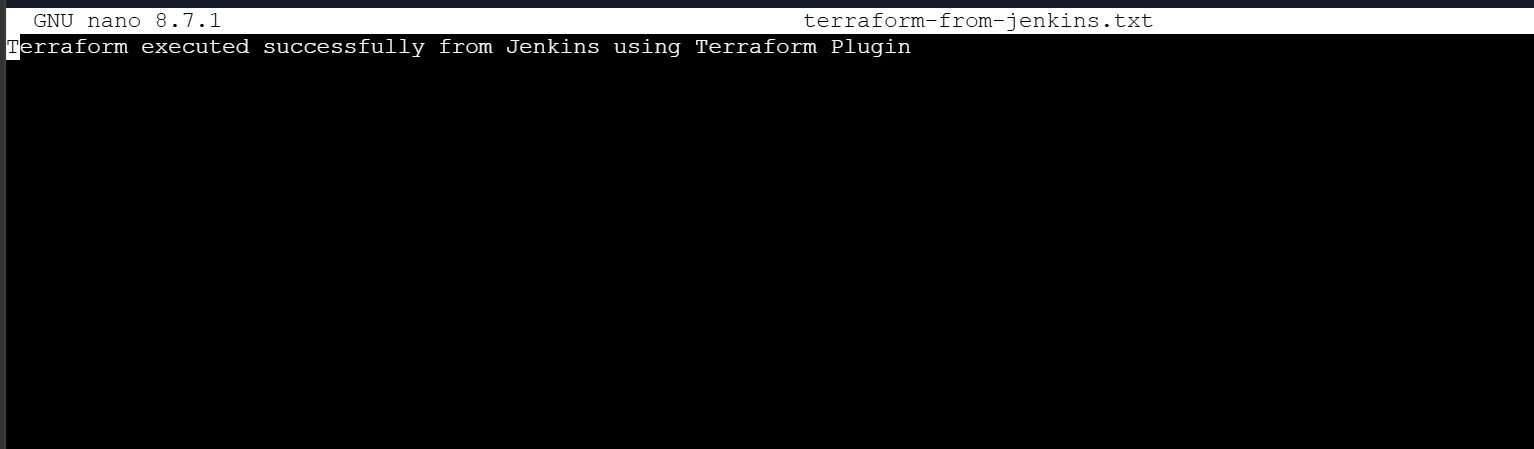 GNU nano 8.7.1 terraform-from-jenkins.txt
Terraform executed successfully from Jenkins using Terraform Plugin